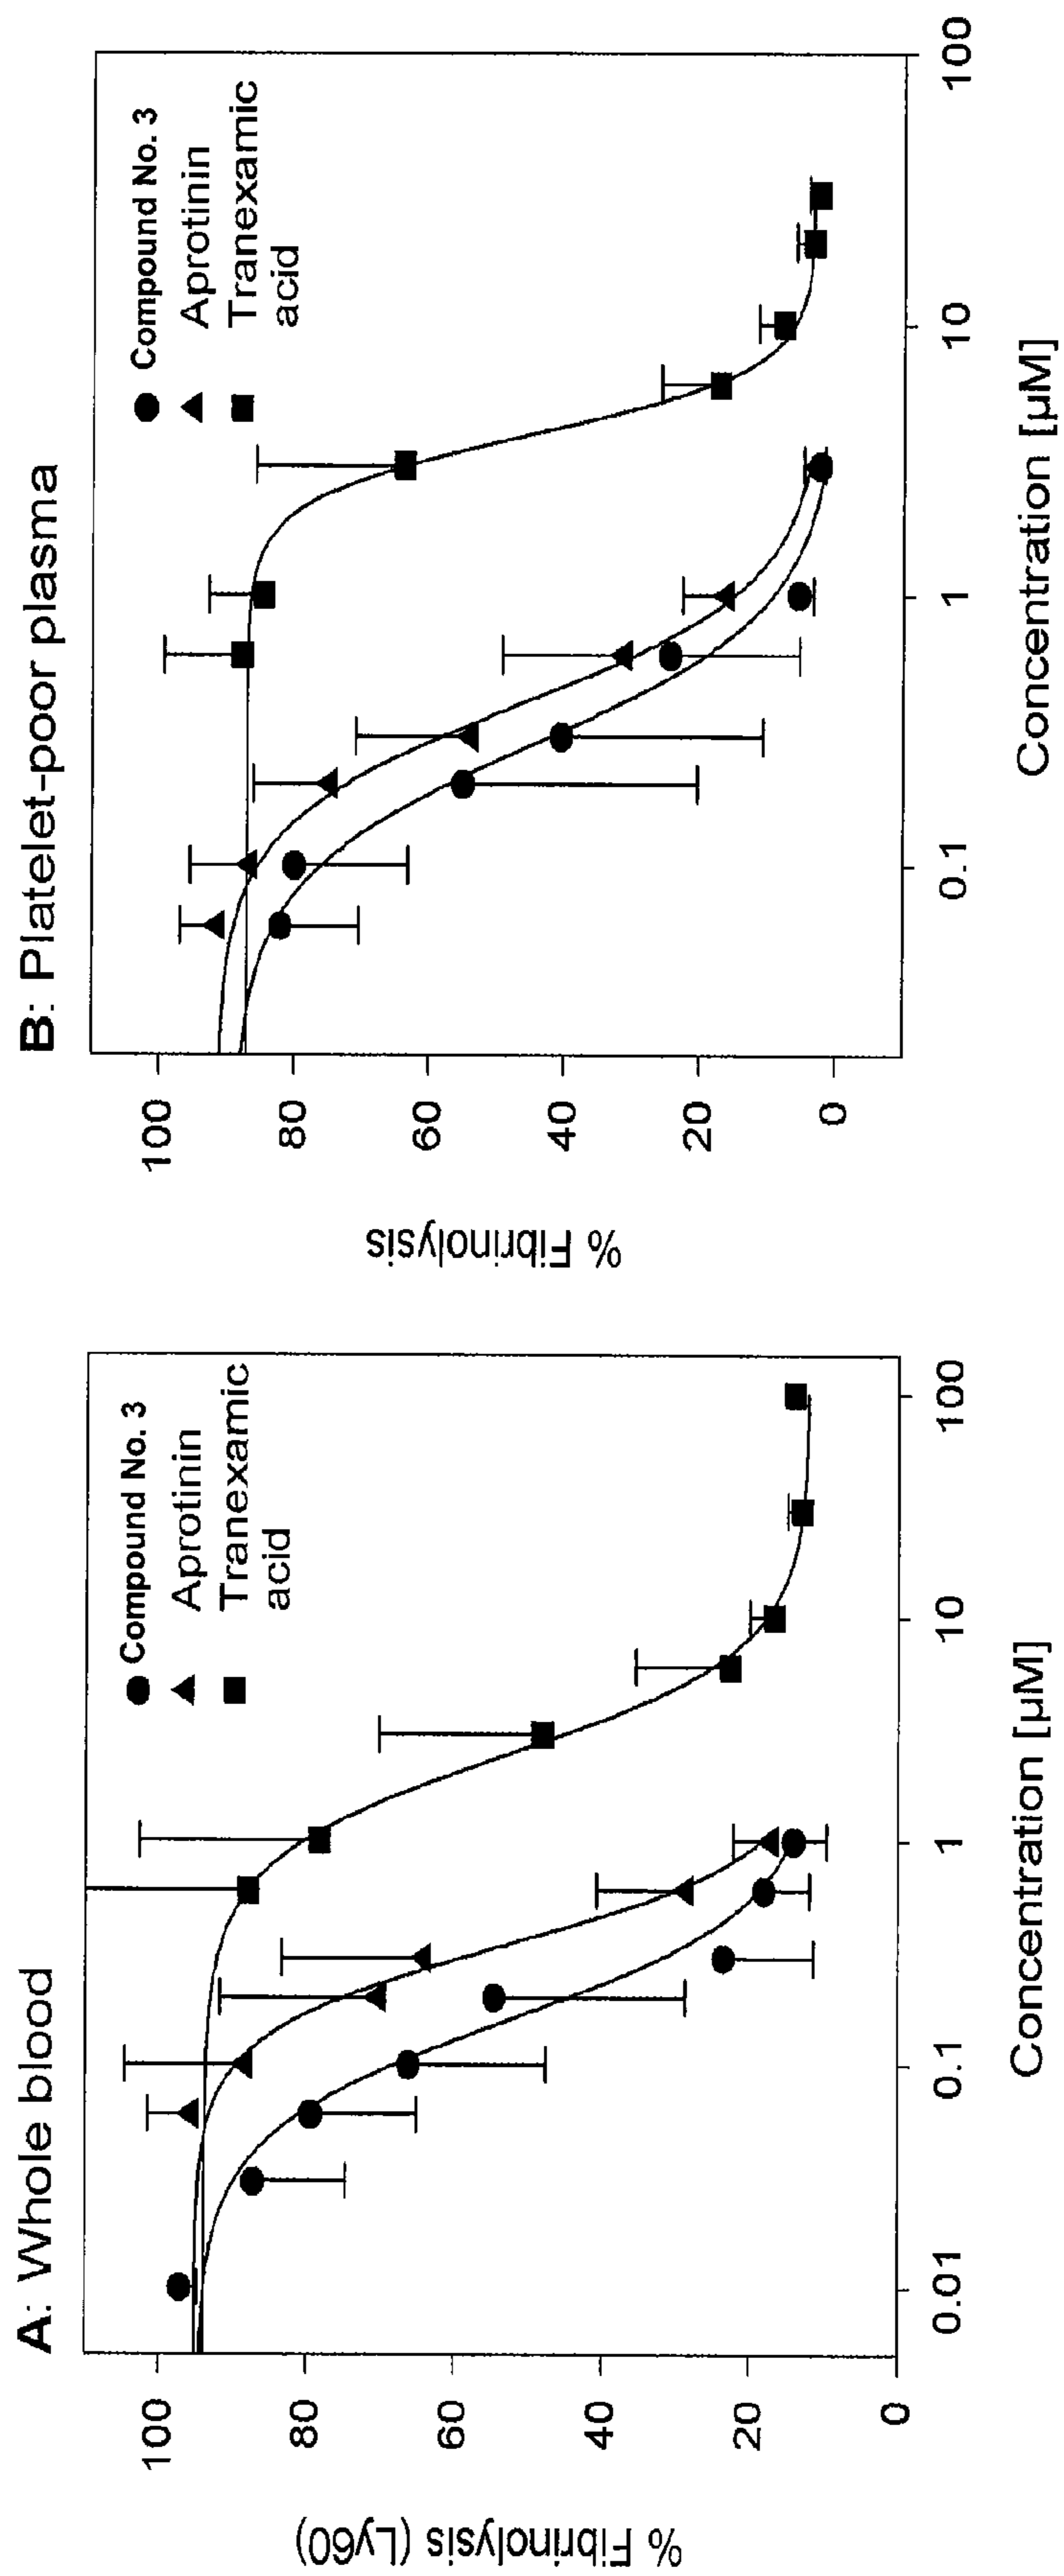 A: Whole blood
% Fibrinolysis (Ly60)
100
80
60
40
20
0
Compound No. 3
Aprotinin
Tranexamic
acid
0.01
0.1
1
10
100
Concentration [µM]
B: Platelet-poor plasma
% Fibrinolysis
100
80
60
40
20
0
Compound No. 3
Aprotinin
Tranexamic
acid
0.1
1
10
100
Concentration [µM]